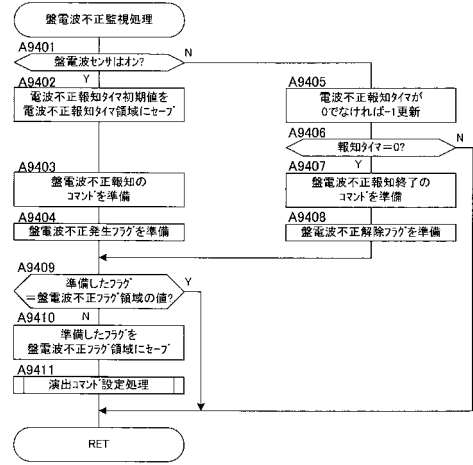 盤電波不正監視処理
A9401
盤電波センサはオン?
N
Y
A9402
電波不正報知タイマ初期値を
電波不正報知タイマ領域にセーブ
A9405
電波不正報知タイマが
0でなければ-1更新
A9406
報知タイマ=0?
N
Y
A9403
盤電波不正報知の
コマンドを準備
A9407
盤電波不正報知終了の
コマンドを準備
A9404
盤電波不正発生フラグを準備
A9408
盤電波不正解除フラグを準備
A9409
準備したフラグ
=盤電波不正フラグ領域の値?
Y
N
A9410
準備したフラグを
盤電波不正フラグ領域にセーブ
A9411
演出コマンド設定処理
RET